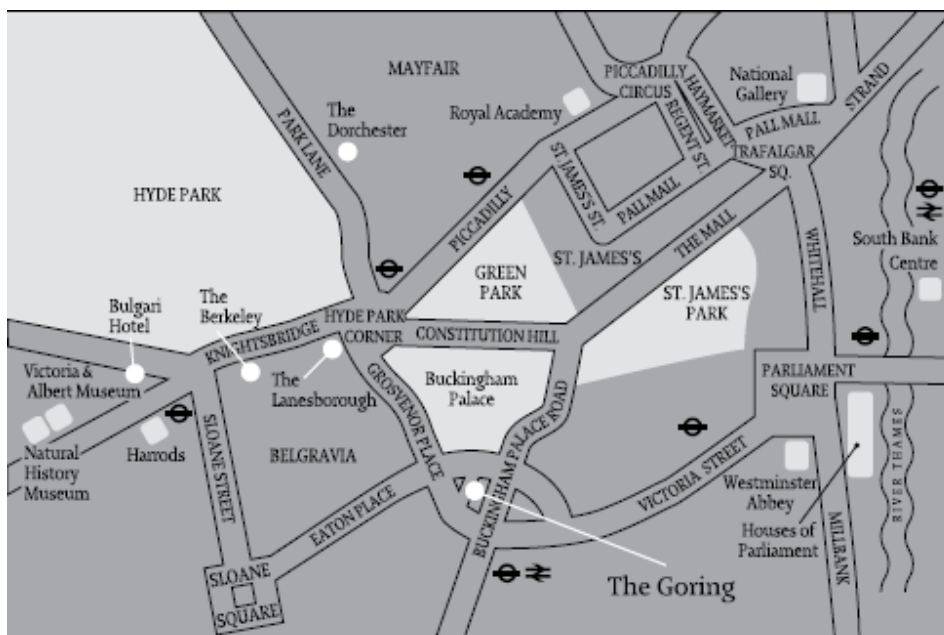 MAYFAIR
PICCADILLY
CIRCUS
HAYMARKET
National
Gallery
STRAND
The
Dorchester
Royal Academy
REGENT ST.
PALL MALL
TRAFALGAR
SQ.
PARK LANE
HYDE PARK
ST. JAMES'S ST.
PALLMALL
PICCADILLY
ST. JAMES'S
THE MALL
WHITEHALL
South Bank
Centre
GREEN
PARK
ST. JAMES'S
PARK
Bulgari
Hotel
The
Berkeley
KNIGHTSBRIDGE
HYDE PARK
CORNER
CONSTITUTION HILL
Victoria &
Albert Museum
The
Lanesborough
GROSVENOR PLACE
Buckingham
Palace
PARLIAMENT
SQUARE
Natural
History
Museum
Harrods
SLOANE STREET
BELGRAVIA
EATON PLACE
BUCKINGHAM PALACE ROAD
VICTORIA STREET
Westminster
Abbey
Houses of
Parliament
MILLBANK
RIVER THAMES
SLOANE
SQUARE
The Goring